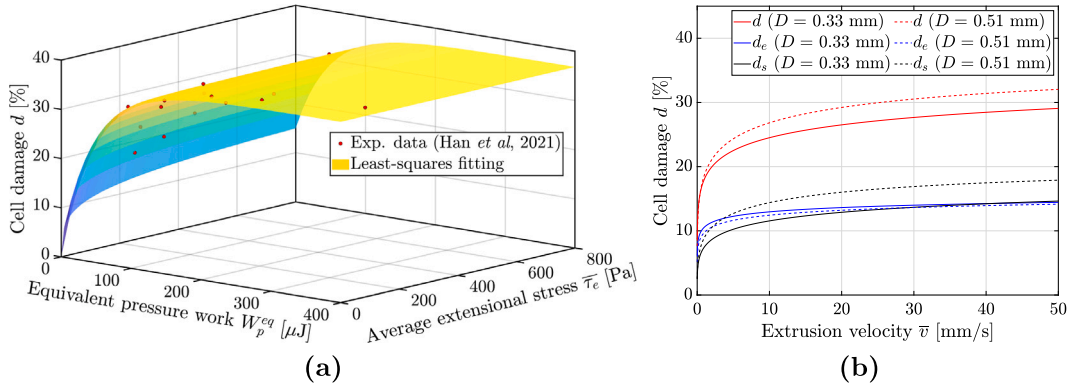 40
30
20
10
0
Cell damage d [%]
0
100
200
300
400
Equivalent pressure work W_p^{eq} [μJ]
0
200
400
600
800
Average extensional stress \overline{τ_e} [Pa]
Exp. data (Han et al, 2021)
Least-squares fitting
(a)
d (D = 0.33 mm) d (D = 0.51 mm)
d_e (D = 0.33 mm) d_e (D = 0.51 mm)
d_s (D = 0.33 mm) d_s (D = 0.51 mm)
40
30
20
10
0
Cell damage d [%]
0 10 20 30 40 50
Extrusion velocity \overline{v} [mm/s]
(b)